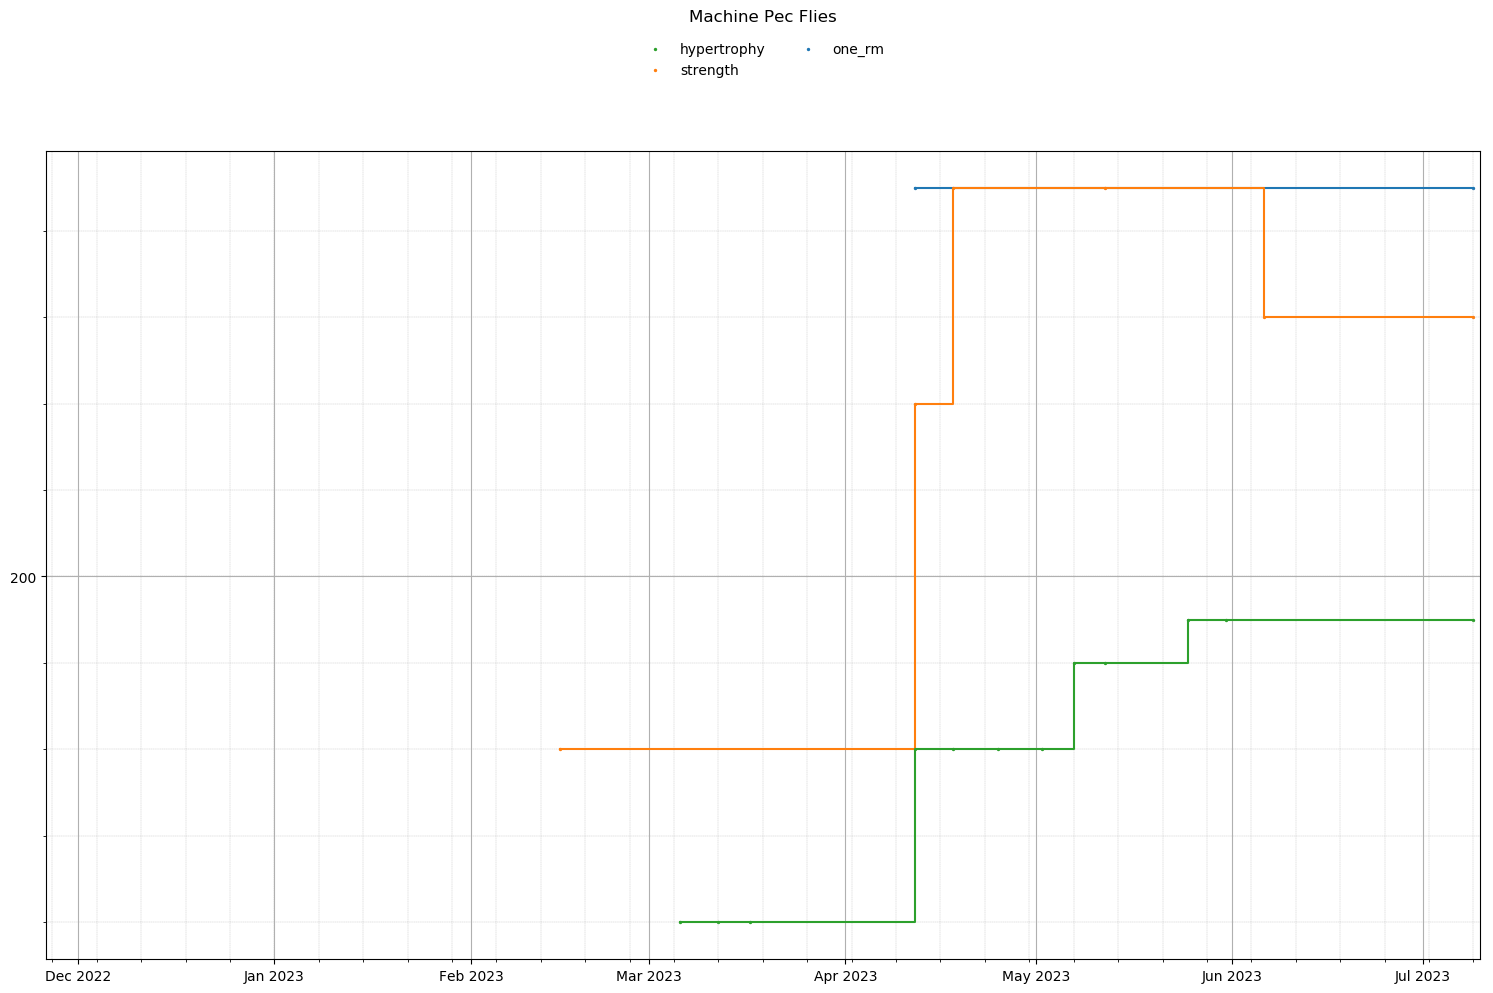 Machine Pec Flies
hypertrophy one_rm
strength
200
Dec 2022 Jan 2023 Feb 2023 Mar 2023 Apr 2023 May 2023 Jun 2023 Jul 2023